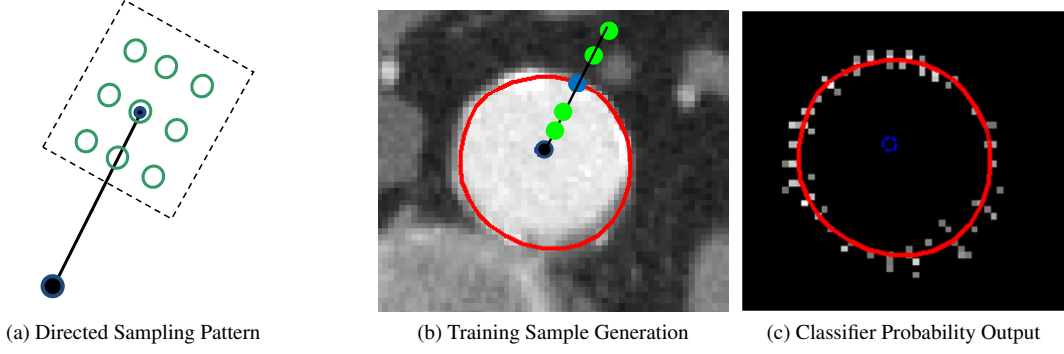 (a) Directed Sampling Pattern
(b) Training Sample Generation
(c) Classifier Probability Output